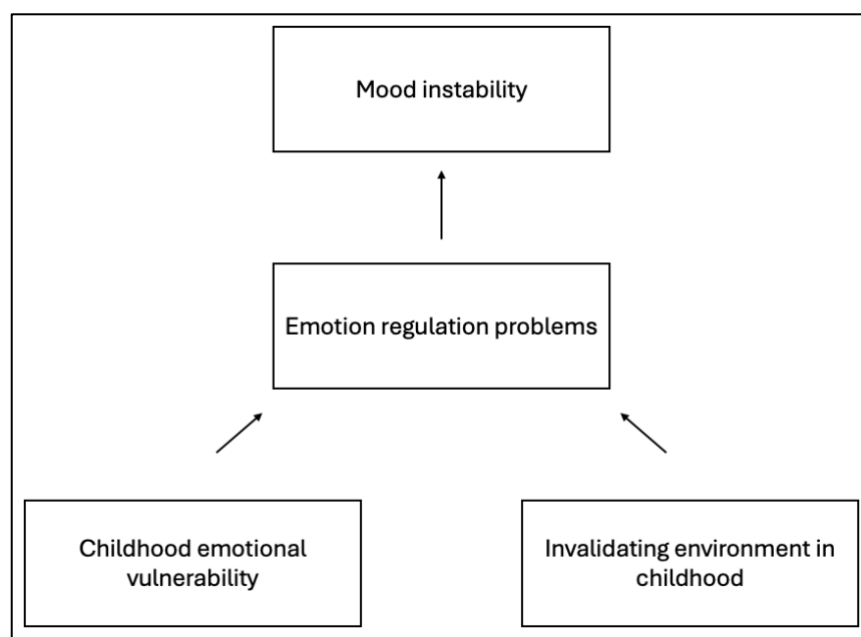 Mood instability
Emotion regulation problems
Childhood emotional
vulnerability
Invalidating environment in
childhood